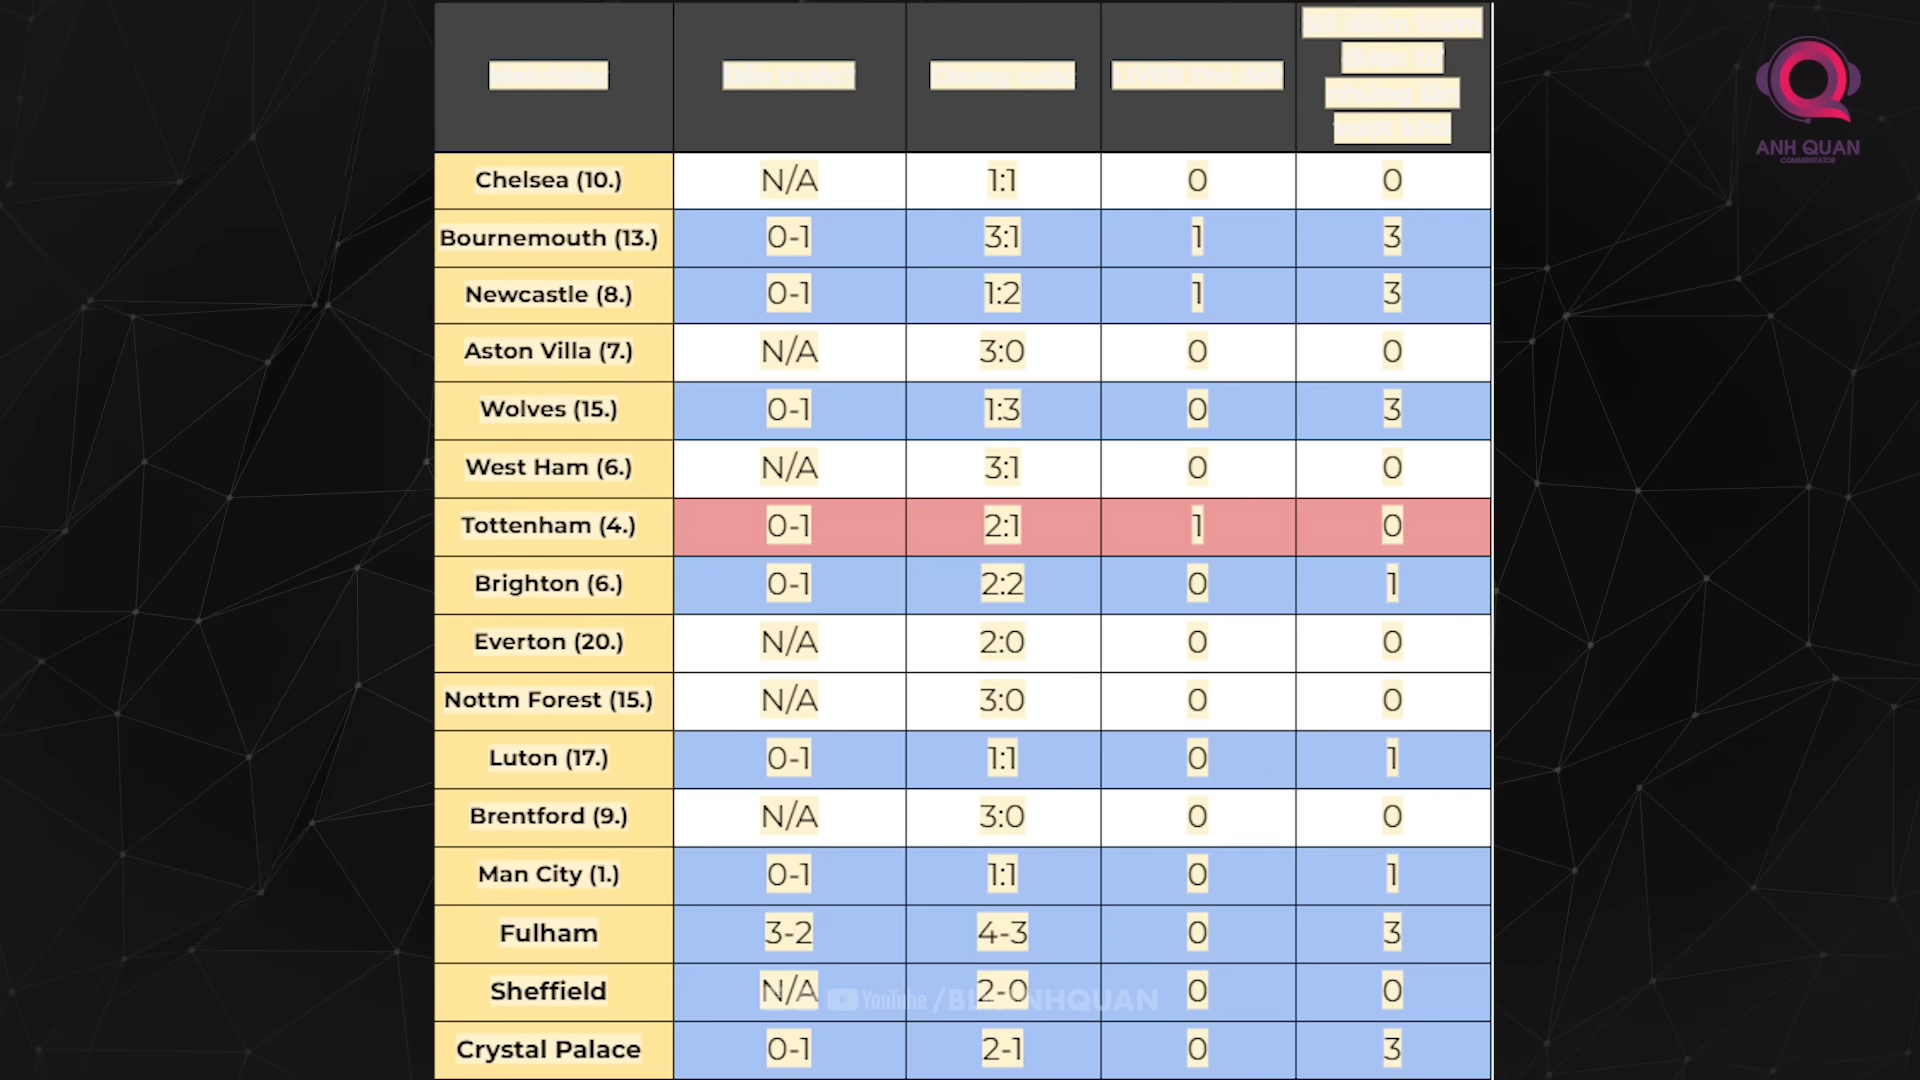 ANH QUAN
COMMENTATOR
Chelsea (10.) N/A 1:1 0 0
Bournemouth (13.) 0-1 3:1 1 3
Newcastle (8.) 0-1 1:2 1 3
Aston Villa (7.) N/A 3:0 0 0
Wolves (15.) 0-1 1:3 0 3
West Ham (6.) N/A 3:1 0 0
Tottenham (4.) 0-1 2:1 1 0
Brighton (6.) 0-1 2:2 0 1
Everton (20.) N/A 2:0 0 0
Nottm Forest (15.) N/A 3:0 0 0
Luton (17.) 0-1 1:1 0 1
Brentford (9.) N/A 3:0 0 0
Man City (1.) 0-1 1:1 0 1
Fulham 3-2 4-3 0 3
Sheffield N/A 2-0 0 0
YouTube
Crystal Palace 0-1 2-1 0 3